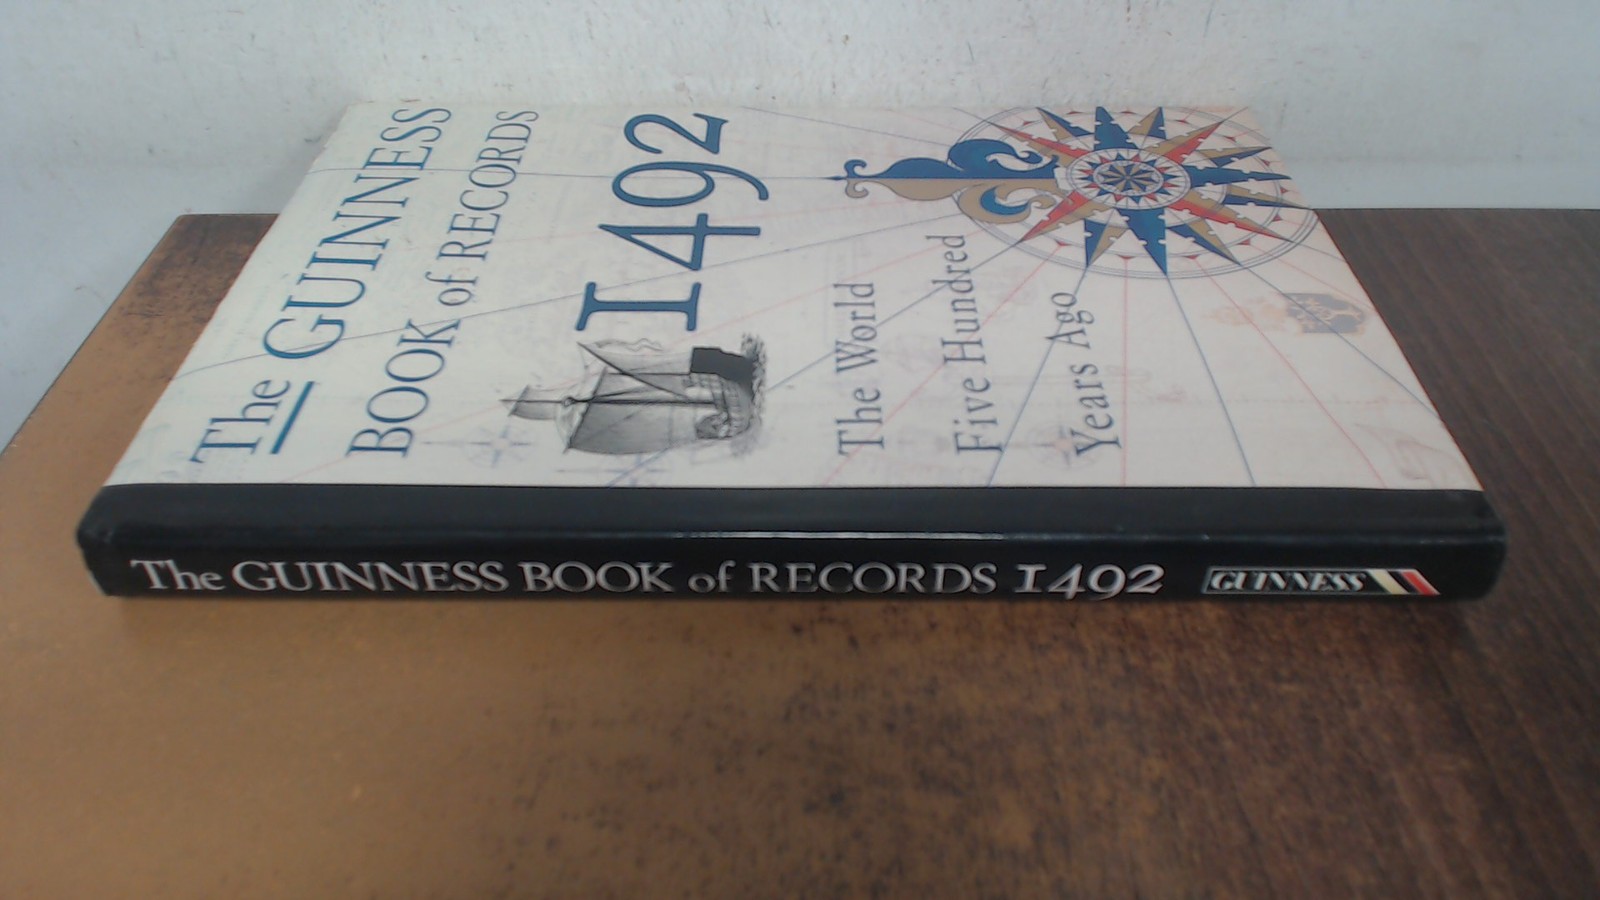 The GUINNESS
BOOK of RECORDS
1492
The World
Five Hundred
Years Ago
The GUINNESS BOOK of RECORDS 1492
GUINNESS